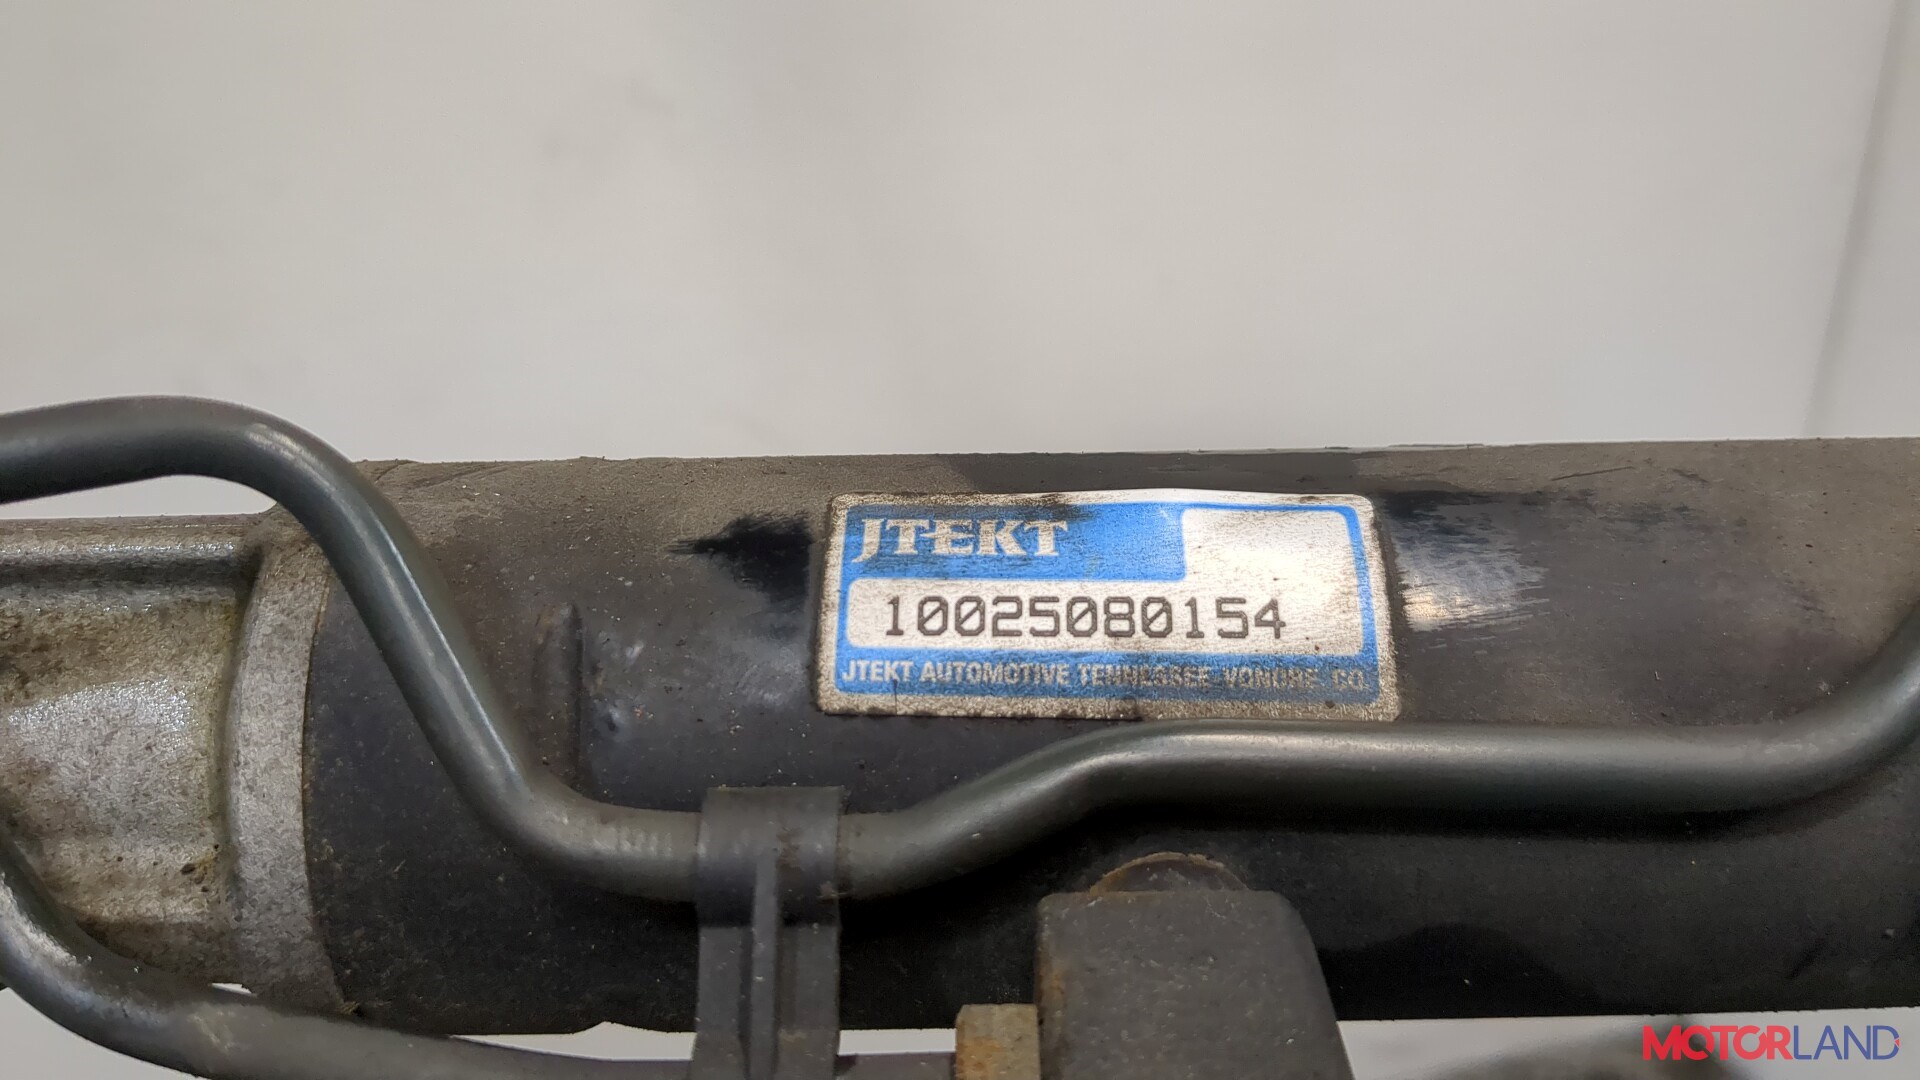 JTEKT
10025080154
JTEKT AUTOMOTIVE TENNESSEE-VONORE CO
MOTORLAND